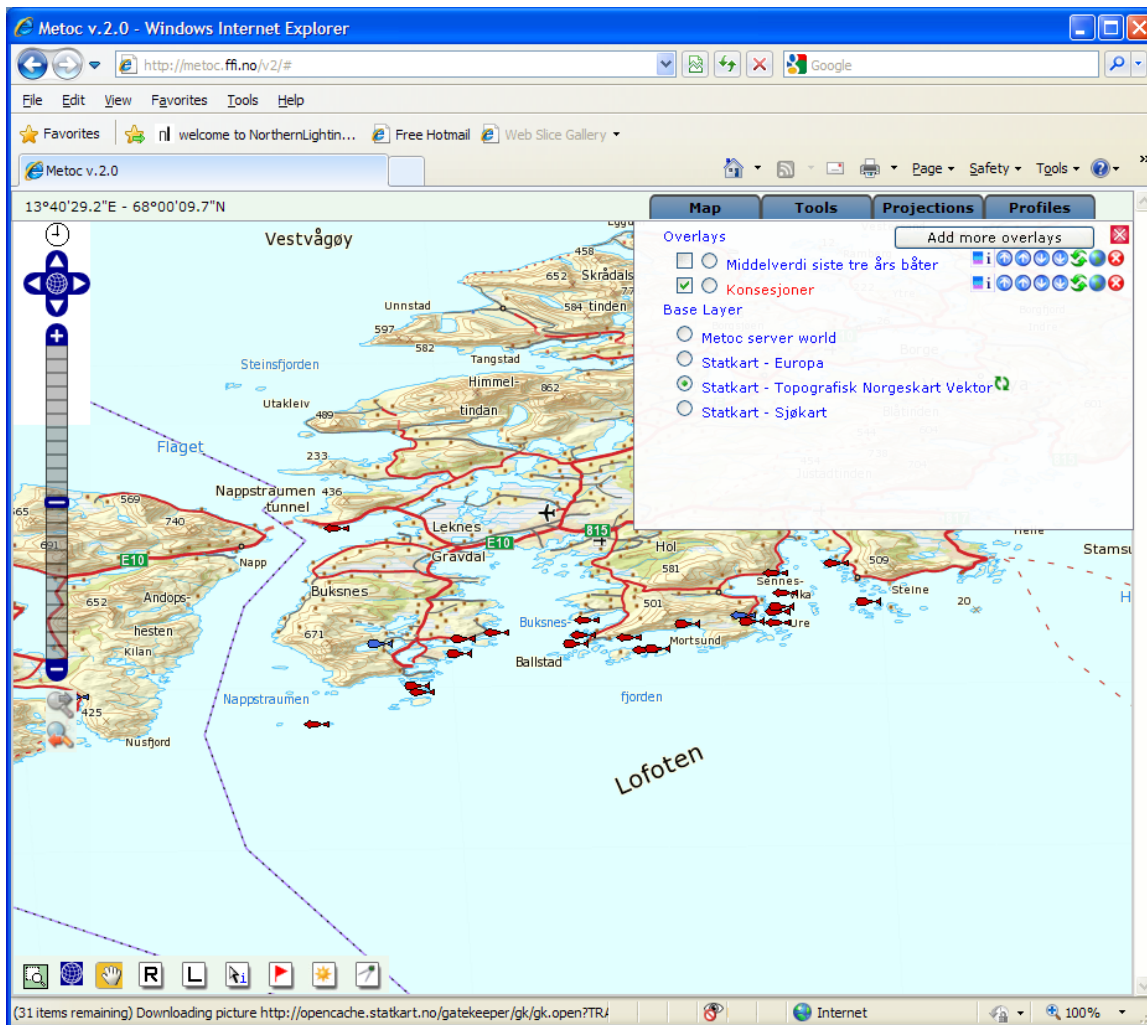 Metoc v.2.0 - Windows Internet Explorer
http://metoc.ffi.no/v2/#
Google
File Edit View Favorites Tools Help
Favorites
nl welcome to NorthernLightin...
Free Hotmail
Web Slice Gallery
Metoc v.2.0
Page Safety Tools
13°40'29.2"E - 68°00'09.7"N
Map Tools Projections Profiles
Overlays
Add more overlays
Middelverdi siste tre års båter
Konsesjoner
Base Layer
Metoc server world
Statkart - Europa
Statkart - Topografisk Norgeskart Vektor
Statkart - Sjøkart
Vestvågøy
458
652
Skrådals
tinden
584
Unnstad
597
582
Tangstad
Steinsfjorden
Himmel-
tindan
862
Utakleiv
489
Flaget
233
Nappstraumen
tunnel
436
569
740
691
E10
Napp
Leknes
E10
Gravdal
815
Hol
581
509
Stamsu
Sennes-
Steine
20
Ure
652
Andops-
hesten
Kilan
Buksnes
671
Buksnes-
501
Mortsund
Ballstad
Nappstraumen
fjorden
425
Nusfjord
Lofoten
R L
(31 items remaining) Downloading picture http://opencache.statkart.no/gatekeeper/gk/gk.open?TRA
Internet
100%